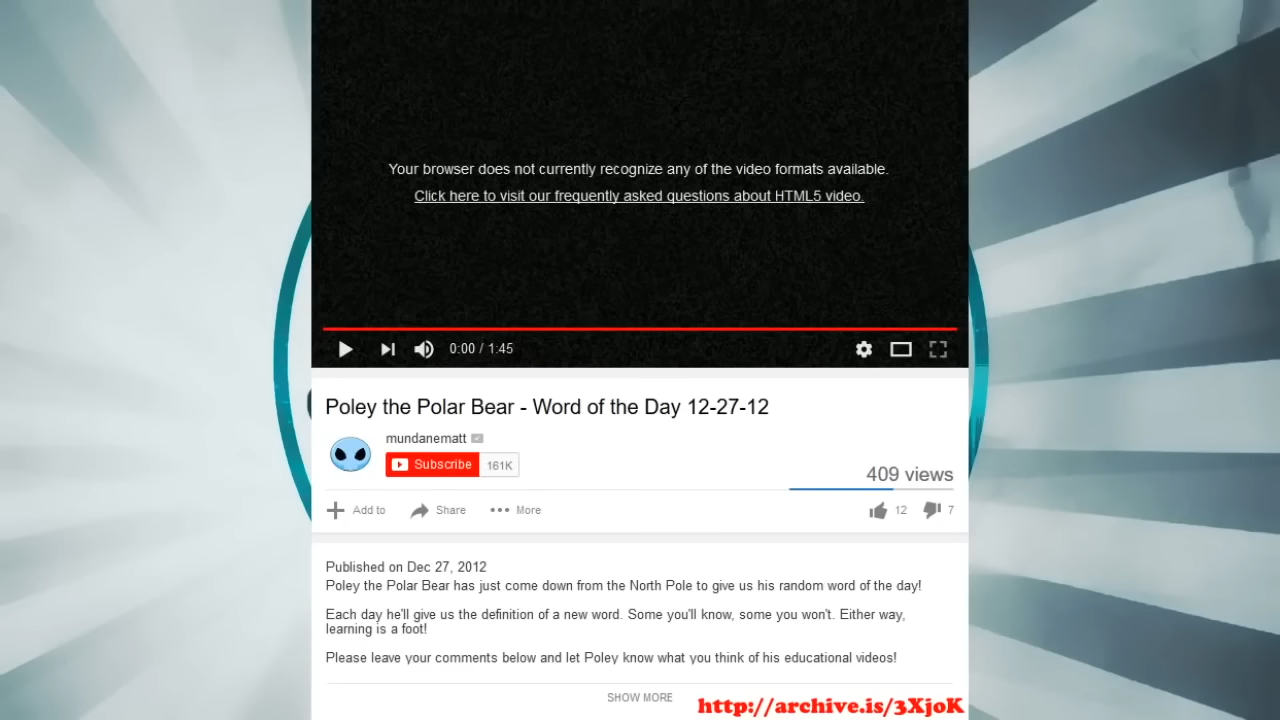 Your browser does not currently recognize any of the video formats available.
Click here to visit our frequently asked questions about HTML5 video.
0:00 / 1:45
Poley the Polar Bear - Word of the Day 12-27-12
mundanematt
Subscribe 161K
409 views
Add to Share More 12 7
Published on Dec 27, 2012
Poley the Polar Bear has just come down from the North Pole to give us his random word of the day!
Each day he'll give us the definition of a new word. Some you'll know, some you won't. Either way,
learning is a foot!
Please leave your comments below and let Poley know what you think of his educational videos!
SHOW MORE
http://archive.is/3XjoK